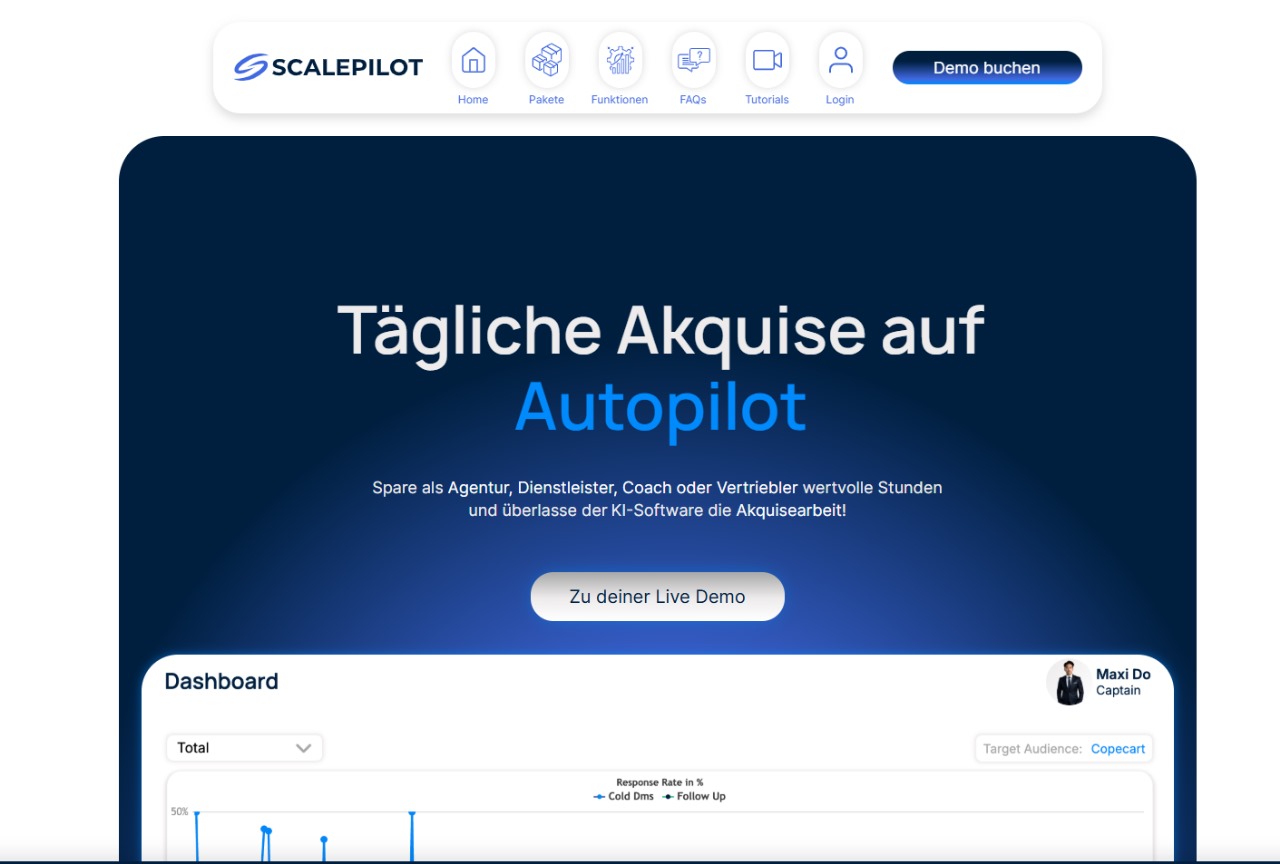 SCALEPILOT
Home
Pakete
Funktionen
FAQs
Tutorials
Login
Demo buchen
Tägliche Akquise auf
Autopilot
Spare als Agentur, Dienstleister, Coach oder Vertriebler wertvolle Stunden
und überlasse der KI-Software die Akquisearbeit!
Zu deiner Live Demo
Dashboard
Maxi Do
Captain
Total
Target Audience: Copecart
Response Rate in %
Cold Dms Follow Up
50%